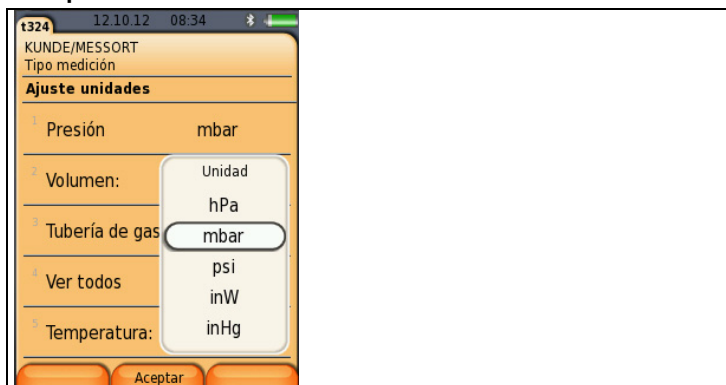 t324 12.10.12 08:34
KUNDE/MESSORT
Tipo medición
Ajuste unidades
1 Presión mbar
2 Volumen:
3 Tubería de gas
4 Ver todos
5 Temperatura:
Unidad
hPa
mbar
psi
inW
inHg
Aceptar